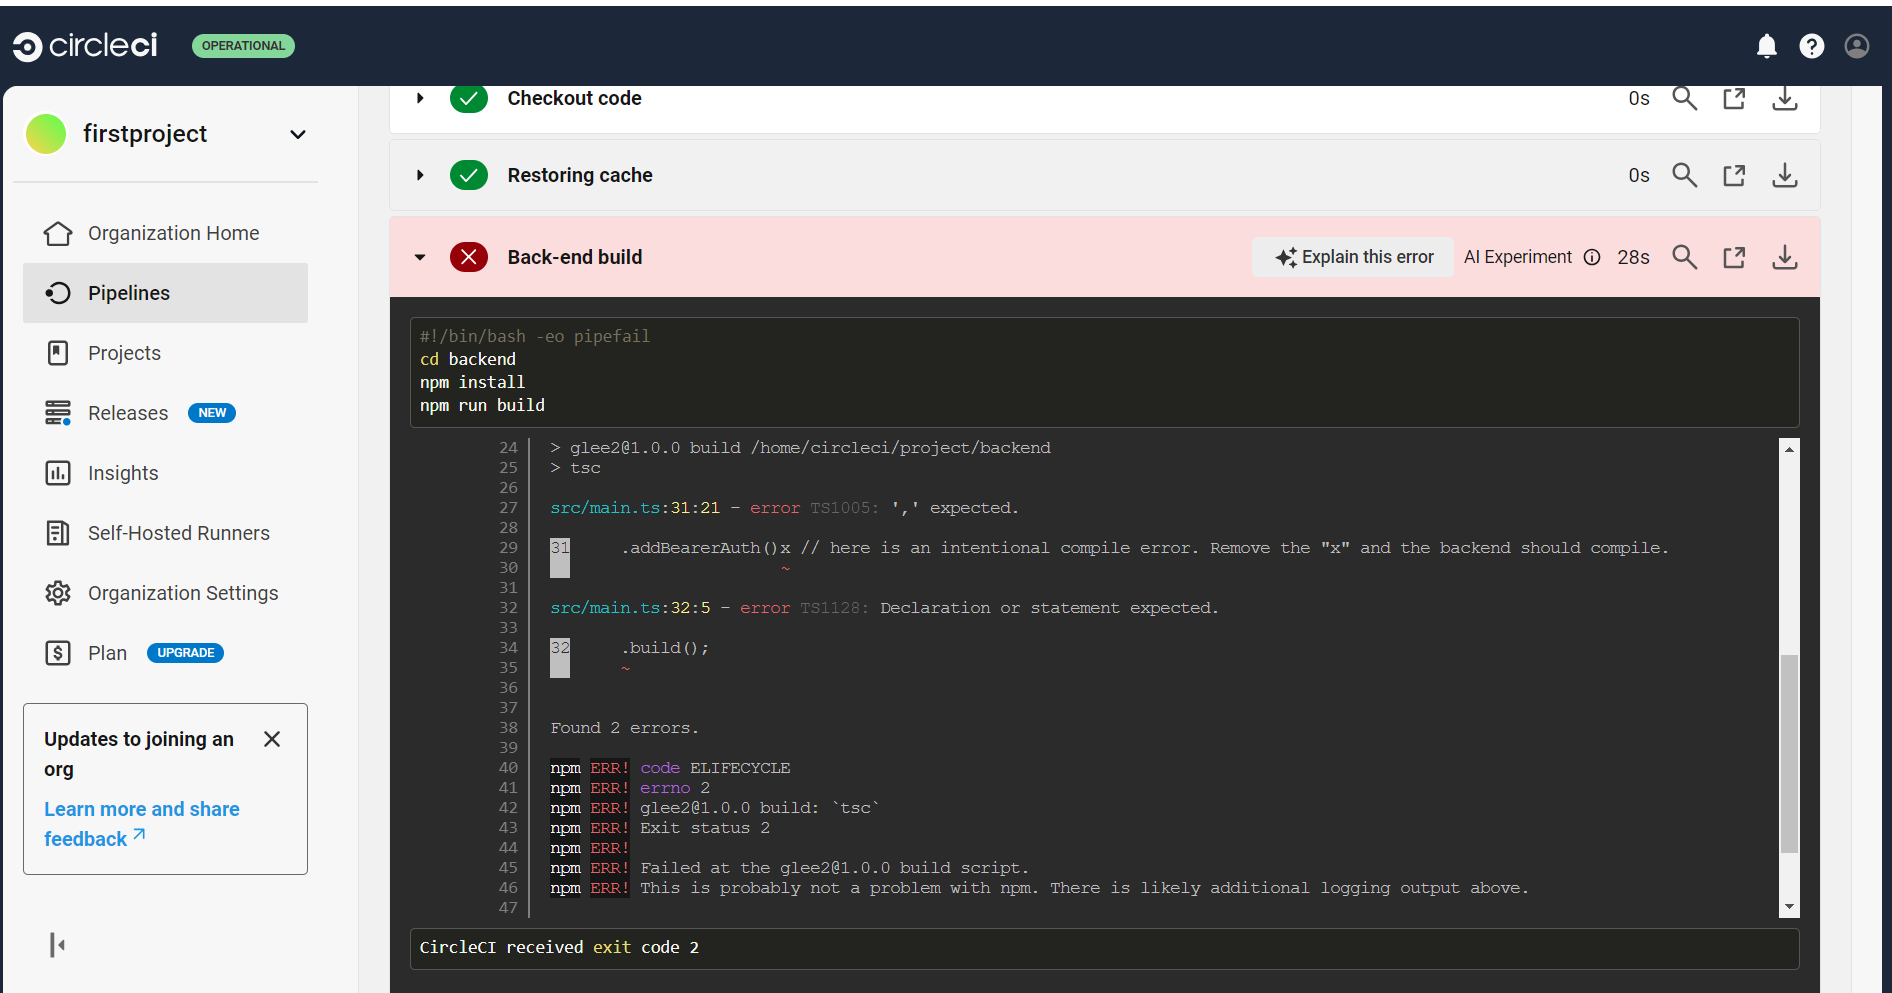 circleci OPERATIONAL
firstproject
Organization Home
Pipelines
Projects
Releases NEW
Insights
Self-Hosted Runners
Organization Settings
Plan UPGRADE
Updates to joining an
org
Learn more and share
feedback
Checkout code 0s
Restoring cache 0s
Back-end build Explain this error AI Experiment 28s
#!/bin/bash -eo pipefail
cd backend
npm install
npm run build
24 > glee2@1.0.0 build /home/circleci/project/backend
25 > tsc
26
27 src/main.ts:31:21 - error TS1005: ',' expected.
28
29 31 .addBearerAuth()x // here is an intentional compile error. Remove the "x" and the backend should compile.
30 ~
31
32 src/main.ts:32:5 - error TS1128: Declaration or statement expected.
33
34 32 .build();
35 ~
36
37
38 Found 2 errors.
39
40 npm ERR! code ELIFECYCLE
41 npm ERR! errno 2
42 npm ERR! glee2@1.0.0 build: `tsc`
43 npm ERR! Exit status 2
44 npm ERR!
45 npm ERR! Failed at the glee2@1.0.0 build script.
46 npm ERR! This is probably not a problem with npm. There is likely additional logging output above.
47
CircleCI received exit code 2